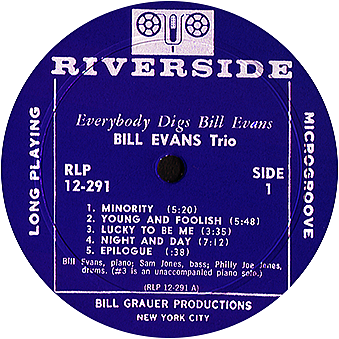 RIVERSIDE
LONG PLAYING
MICROGROOVE
Everybody Digs Bill Evans
BILL EVANS Trio
RLP
12-291
SIDE
1
1. MINORITY (5:20)
2. YOUNG AND FOOLISH (5:48)
3. LUCKY TO BE ME (3:35)
4. NIGHT AND DAY (7:12)
5. EPILOGUE (:38)
Bill Evans, piano; Sam Jones, bass; Philly Joe Jones,
drums. (#3 is an unaccompanied piano solo.)
(RLP 12-291 A)
BILL GRAUER PRODUCTIONS
NEW YORK CITY